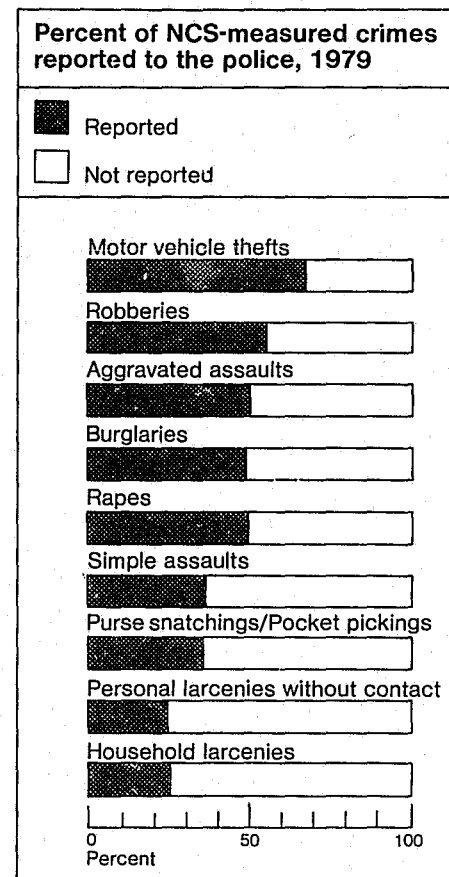 Percent of NCS-measured crimes
reported to the police, 1979
Reported
Not reported
Motor vehicle thefts
Robberies
Aggravated assaults
Burglaries
Rapes
Simple assaults
Purse snatchings/Pocket pickings
Personal larcenies without contact
Household larcenies
0 50 100
Percent